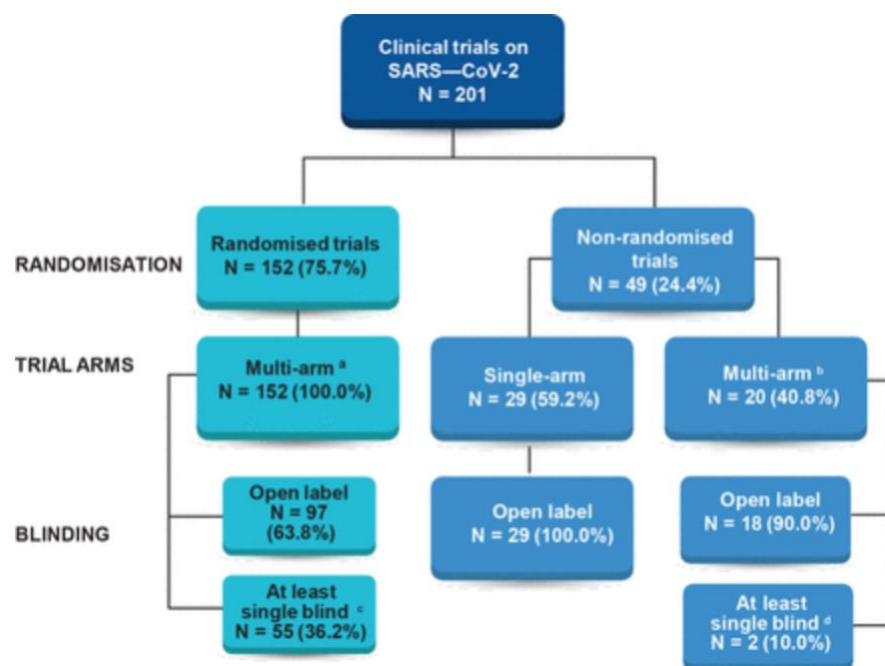 Clinical trials on
SARS—CoV-2
N = 201
RANDOMISATION
Randomised trials
N = 152 (75.7%)
Non-randomised
trials
N = 49 (24.4%)
TRIAL ARMS
Multi-arm a
N = 152 (100.0%)
Single-arm
N = 29 (59.2%)
Multi-arm b
N = 20 (40.8%)
BLINDING
Open label
N = 97
(63.8%)
Open label
N = 29 (100.0%)
Open label
N = 18 (90.0%)
At least
single blind c
N = 55 (36.2%)
At least
single blind d
N = 2 (10.0%)